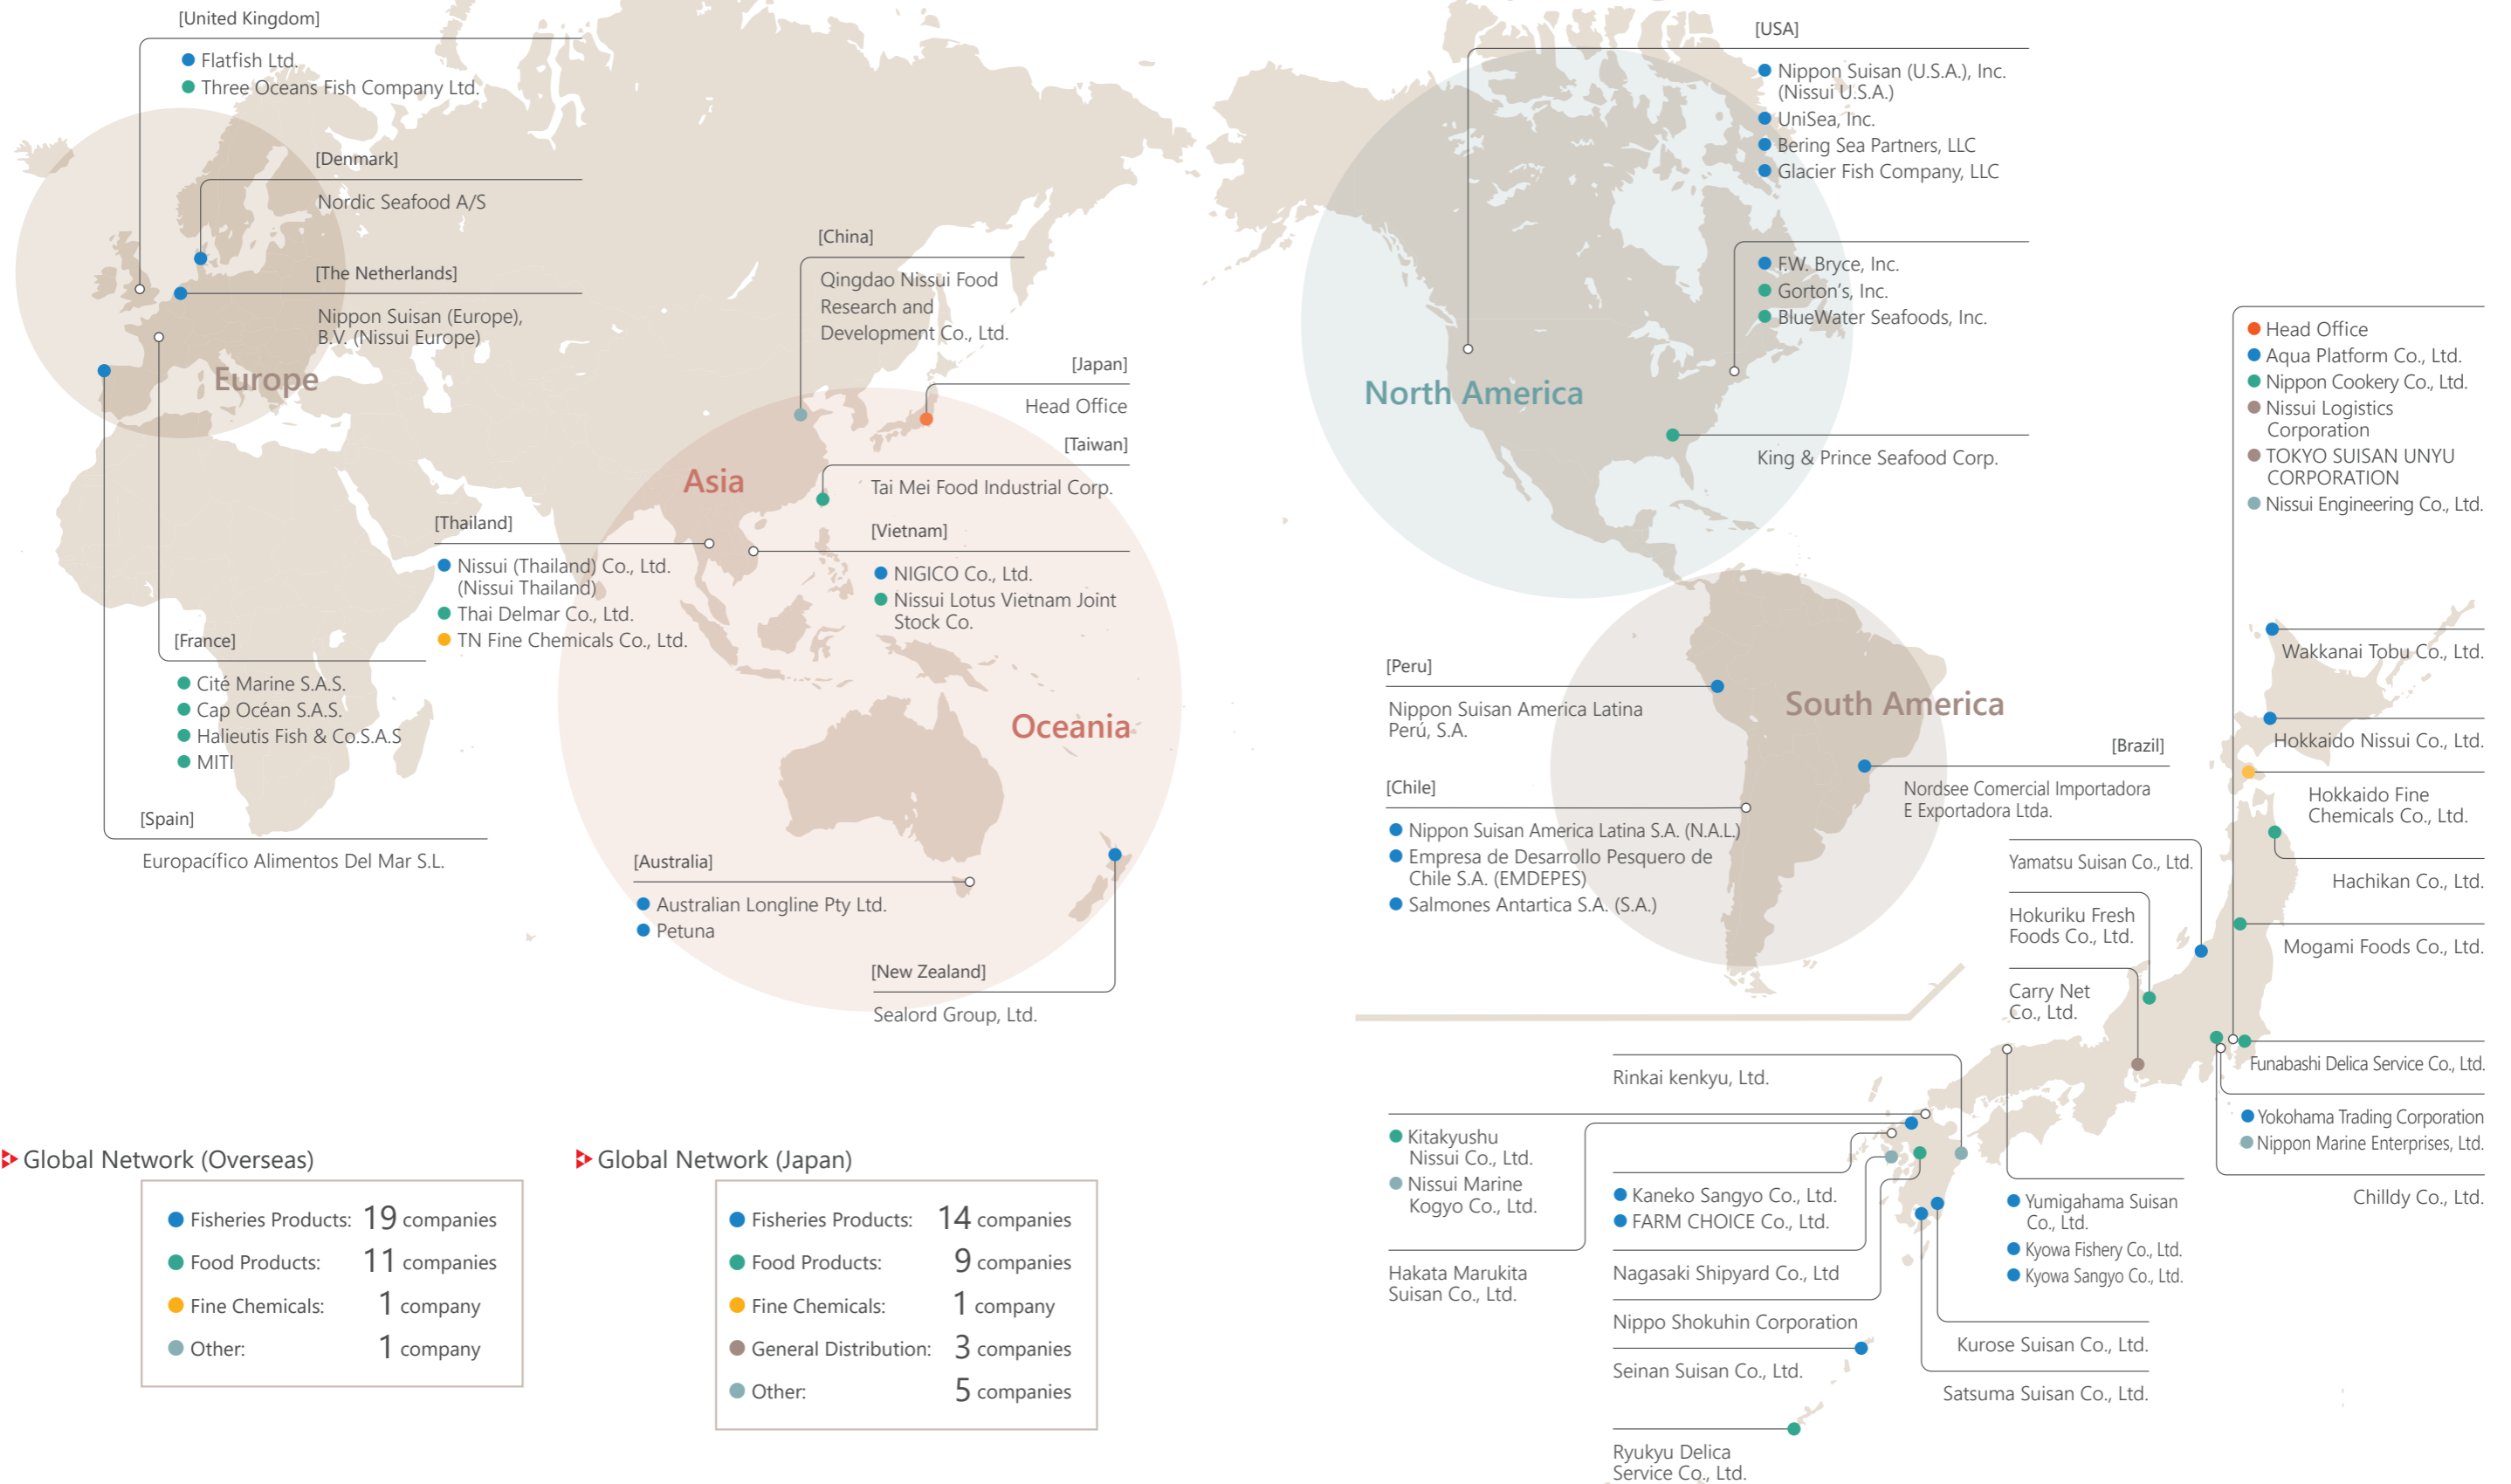 [United Kingdom]
Flatfish Ltd.
Three Oceans Fish Company Ltd.
[Denmark]
Nordic Seafood A/S
[The Netherlands]
Nippon Suisan (Europe),
B.V. (Nissui Europe)
Europe
[France]
Cité Marine S.A.S.
Cap Océan S.A.S.
Halieutis Fish & Co.S.A.S
MITI
[Spain]
Europacífico Alimentos Del Mar S.L.
[China]
Qingdao Nissui Food
Research and
Development Co., Ltd.
[Japan]
Head Office
[Taiwan]
Tai Mei Food Industrial Corp.
Asia
[Thailand]
Nissui (Thailand) Co., Ltd.
(Nissui Thailand)
Thai Delmar Co., Ltd.
TN Fine Chemicals Co., Ltd.
[Vietnam]
NIGICO Co., Ltd.
Nissui Lotus Vietnam Joint
Stock Co.
Oceania
[Australia]
Australian Longline Pty Ltd.
Petuna
[New Zealand]
Sealord Group, Ltd.
[USA]
Nippon Suisan (U.S.A.), Inc.
(Nissui U.S.A.)
UniSea, Inc.
Bering Sea Partners, LLC
Glacier Fish Company, LLC
F.W. Bryce, Inc.
Gorton's, Inc.
BlueWater Seafoods, Inc.
North America
King & Prince Seafood Corp.
[Peru]
Nippon Suisan America Latina
Perú, S.A.
South America
[Brazil]
Nordsee Comercial Importadora
E Exportadora Ltda.
[Chile]
Nippon Suisan America Latina S.A. (N.A.L.)
Empresa de Desarrollo Pesquero de
Chile S.A. (EMDEPES)
Salmones Antartica S.A. (S.A.)
Head Office
Aqua Platform Co., Ltd.
Nippon Cookery Co., Ltd.
Nissui Logistics
Corporation
TOKYO SUISAN UNYU
CORPORATION
Nissui Engineering Co., Ltd.
Wakkanai Tobu Co., Ltd.
Hokkaido Nissui Co., Ltd.
Hokkaido Fine
Chemicals Co., Ltd.
Hachikan Co., Ltd.
Mogami Foods Co., Ltd.
Yamatsu Suisan Co., Ltd.
Hokuriku Fresh
Foods Co., Ltd.
Carry Net
Co., Ltd.
Funabashi Delica Service Co., Ltd.
Yokohama Trading Corporation
Nippon Marine Enterprises, Ltd.
Chilldy Co., Ltd.
Rinkai kenkyu, Ltd.
Kitakyushu
Nissui Co., Ltd.
Nissui Marine
Kogyo Co., Ltd.
Hakata Marukita
Suisan Co., Ltd.
Kaneko Sangyo Co., Ltd.
FARM CHOICE Co., Ltd.
Nagasaki Shipyard Co., Ltd
Nippo Shokuhin Corporation
Seinan Suisan Co., Ltd.
Ryukyu Delica
Service Co., Ltd.
Yumigahama Suisan
Co., Ltd.
Kyowa Fishery Co., Ltd.
Kyowa Sangyo Co., Ltd.
Kurose Suisan Co., Ltd.
Satsuma Suisan Co., Ltd.
Global Network (Overseas)
Fisheries Products: 19 companies
Food Products: 11 companies
Fine Chemicals: 1 company
Other: 1 company
Global Network (Japan)
Fisheries Products: 14 companies
Food Products: 9 companies
Fine Chemicals: 1 company
General Distribution: 3 companies
Other: 5 companies